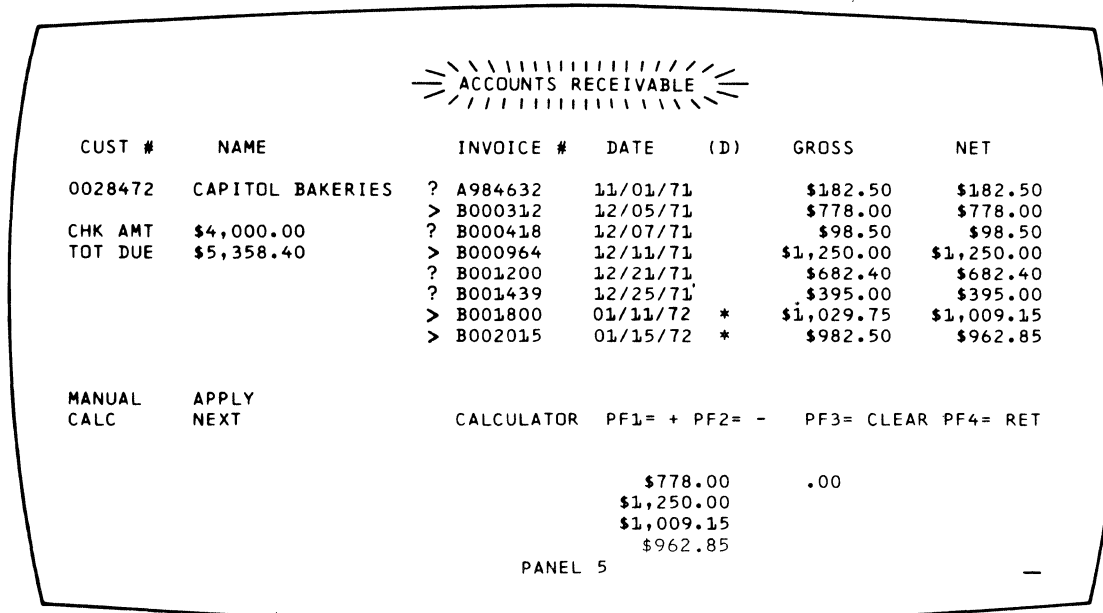 ACCOUNTS RECEIVABLE
CUST # NAME INVOICE # DATE (D) GROSS NET
0028472 CAPITOL BAKERIES ? A984632 11/01/71 $182.50 $182.50
> B000312 12/05/71 $778.00 $778.00
CHK AMT $4,000.00 ? B000418 12/07/71 $98.50 $98.50
TOT DUE $5,358.40 > B000964 12/11/71 $1,250.00 $1,250.00
? B001200 12/21/71 $682.40 $682.40
? B001439 12/25/71 $395.00 $395.00
> B001800 01/11/72 * $1,029.75 $1,009.15
> B002015 01/15/72 * $982.50 $962.85
MANUAL APPLY
CALC NEXT CALCULATOR PF1= + PF2= - PF3= CLEAR PF4= RET
$778.00 .00
$1,250.00
$1,009.15
$962.85
PANEL 5 _